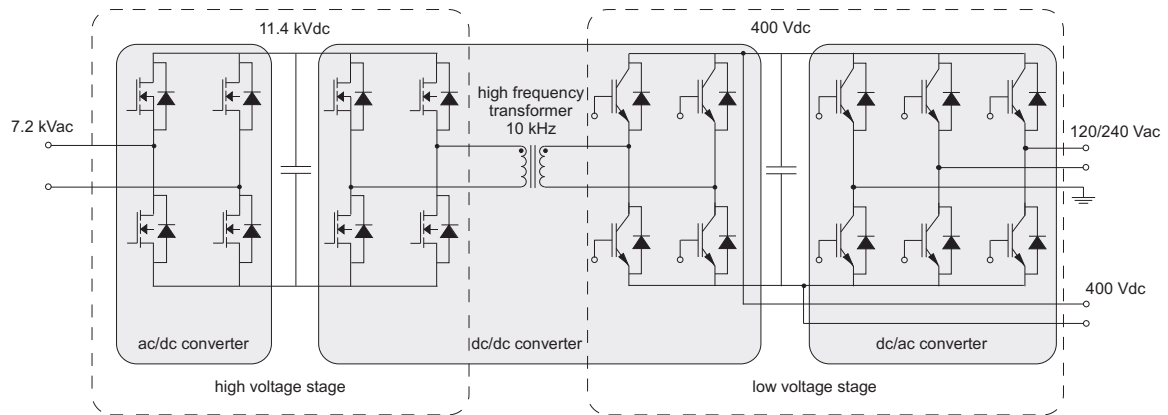 11.4 kVdc
400 Vdc
high frequency
transformer
10 kHz
7.2 kVac
120/240 Vac
400 Vdc
ac/dc converter
dc/dc converter
dc/ac converter
high voltage stage
low voltage stage